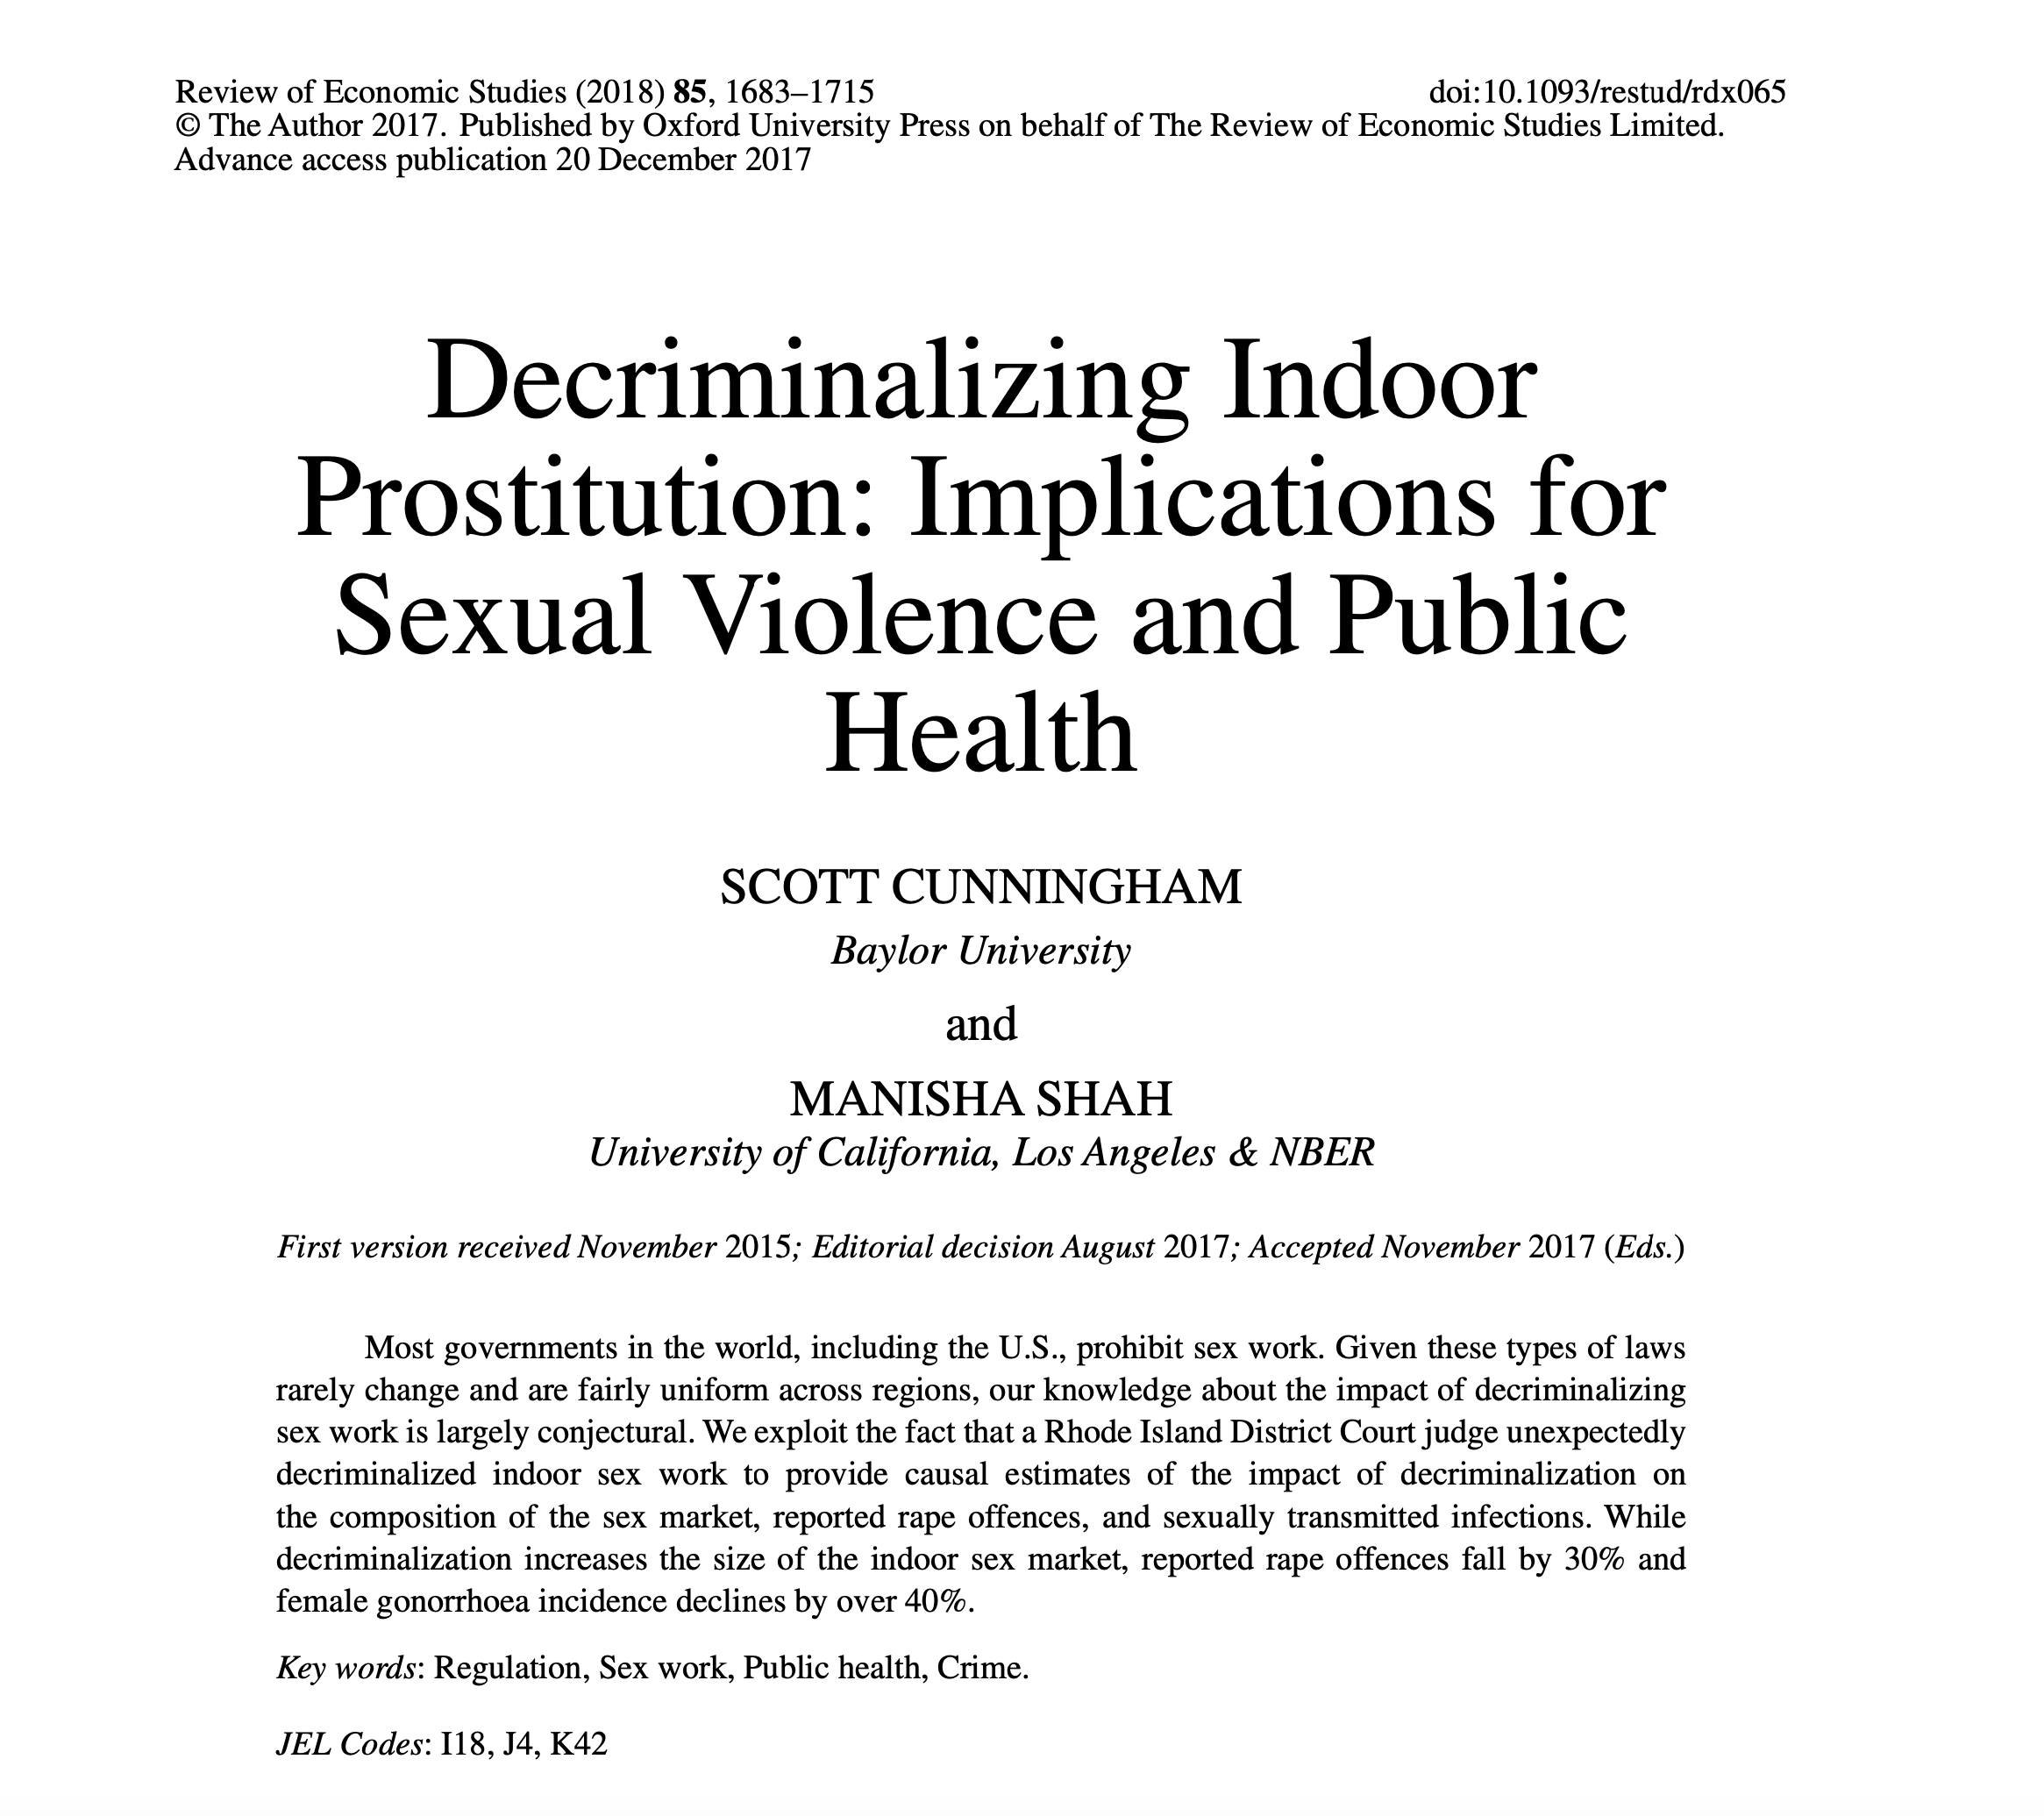 Review of Economic Studies (2018) 85, 1683–1715 doi:10.1093/restud/rdx065
© The Author 2017. Published by Oxford University Press on behalf of The Review of Economic Studies Limited.
Advance access publication 20 December 2017
Decriminalizing Indoor
Prostitution: Implications for
Sexual Violence and Public
Health
SCOTT CUNNINGHAM
Baylor University
and
MANISHA SHAH
University of California, Los Angeles & NBER
First version received November 2015; Editorial decision August 2017; Accepted November 2017 (Eds.)
Most governments in the world, including the U.S., prohibit sex work. Given these types of laws
rarely change and are fairly uniform across regions, our knowledge about the impact of decriminalizing
sex work is largely conjectural. We exploit the fact that a Rhode Island District Court judge unexpectedly
decriminalized indoor sex work to provide causal estimates of the impact of decriminalization on
the composition of the sex market, reported rape offences, and sexually transmitted infections. While
decriminalization increases the size of the indoor sex market, reported rape offences fall by 30% and
female gonorrhoea incidence declines by over 40%.
Key words: Regulation, Sex work, Public health, Crime.
JEL Codes: I18, J4, K42